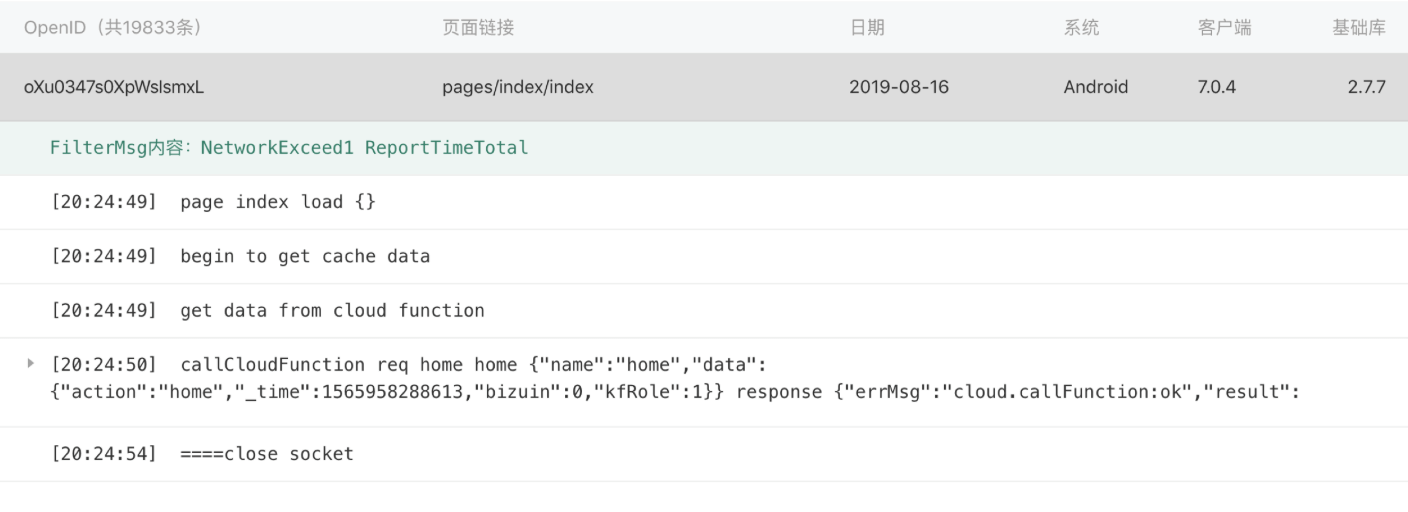 OpenID（共19833条） 页面链接 日期 系统 客户端 基础库
oXu0347s0XpWsIsmxL pages/index/index 2019-08-16 Android 7.0.4 2.7.7
FilterMsg内容：NetworkExceed1 ReportTimeTotal
[20:24:49] page index load {}
[20:24:49] begin to get cache data
[20:24:49] get data from cloud function
[20:24:50] callCloudFunction req home home {"name":"home","data":
{"action":"home","_time":1565958288613,"bizuin":0,"kfRole":1}} response {"errMsg":"cloud.callFunction:ok","result":
[20:24:54] ====close socket